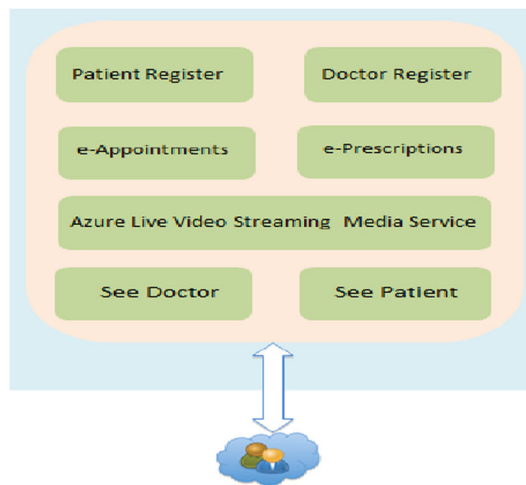 Patient Register
Doctor Register
e-Appointments
e-Prescriptions
Azure Live Video Streaming Media Service
See Doctor
See Patient